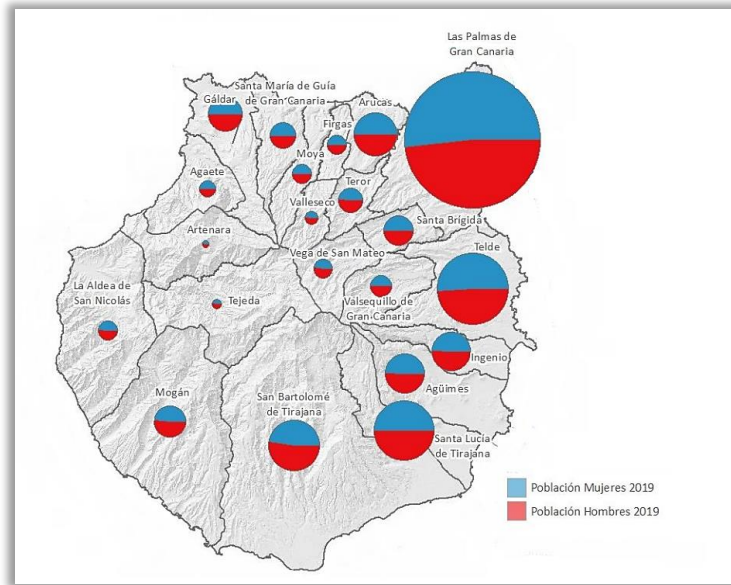 Las Palmas de
Gran Canaria
Santa María de Guía
de Gran Canaria
Gáldar
Arucas
Firgas
Moya
Agaete
Teror
Valleseco
Santa Brígida
Artenara
Telde
Vega de San Mateo
La Aldea de
San Nicolás
Tejeda
Valsequillo de
Gran Canaria
Ingenio
Agüimes
Mogán
San Bartolomé
de Tirajana
Santa Lucía
de Tirajana
Población Mujeres 2019
Población Hombres 2019